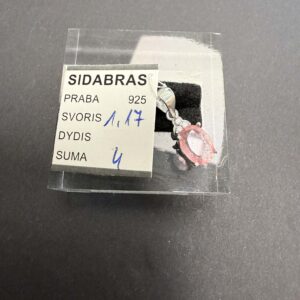 SIDABRAS
PRABA 925
SVORIS 1,17
DYDIS
SUMA 4